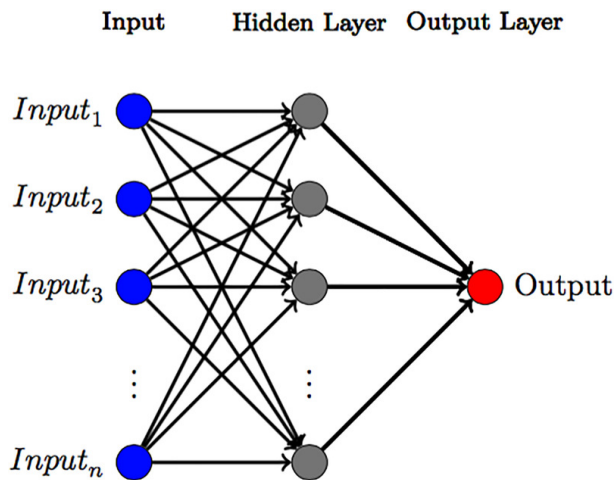 Input Hidden Layer Output Layer
Input₁
Input₂
Input₃ Output
⋮ ⋮
Inputₙ